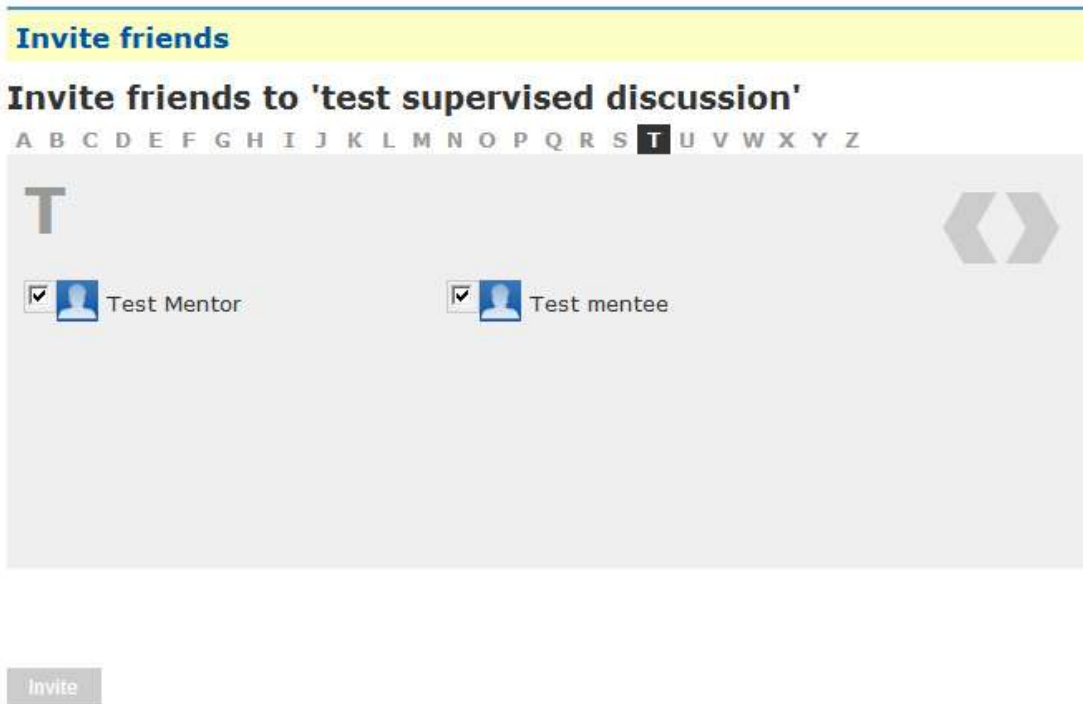 Invite friends
Invite friends to 'test supervised discussion'
A B C D E F G H I J K L M N O P Q R S T U V W X Y Z
T
Test Mentor Test mentee
Invite